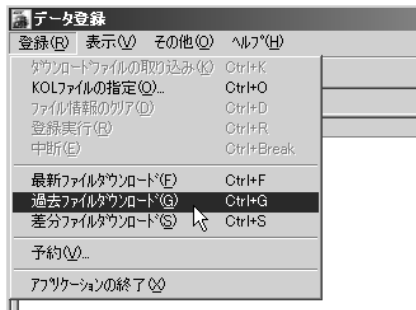 データ登録
登録(R) 表示(V) その他(O) ﾍﾙﾌﾟ(H)
ﾀﾞｳﾝﾛｰﾄﾞﾌｧｲﾙの取り込み(K) Ctrl+K
KOLﾌｧｲﾙの指定(O)... Ctrl+O
ﾌｧｲﾙ情報のｸﾘｱ(D) Ctrl+D
登録実行(R) Ctrl+R
中断(E) Ctrl+Break
最新ﾌｧｲﾙﾀﾞｳﾝﾛｰﾄﾞ(F) Ctrl+F
過去ﾌｧｲﾙﾀﾞｳﾝﾛｰﾄﾞ(G) Ctrl+G
差分ﾌｧｲﾙﾀﾞｳﾝﾛｰﾄﾞ(S) Ctrl+S
予約(V)...
ｱﾌﾟﾘｹｰｼｮﾝの終了(X)